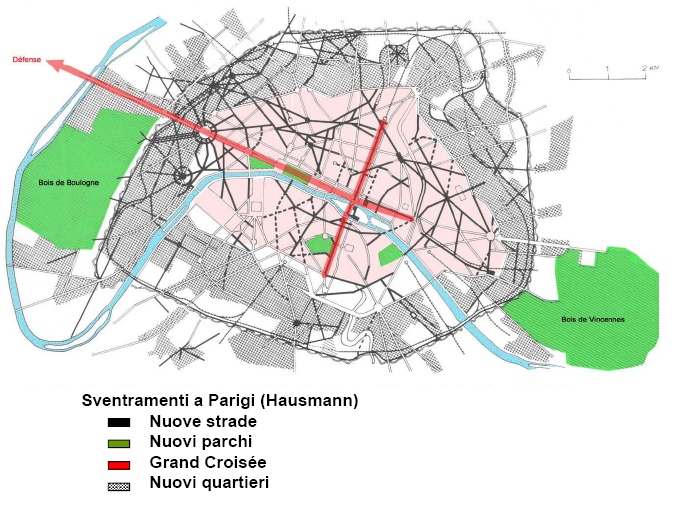 Défense
0 1 2 KM
Bois de Boulogne
Bois de Vincennes
Sventramenti a Parigi (Hausmann)
Nuove strade
Nuovi parchi
Grand Croisée
Nuovi quartieri